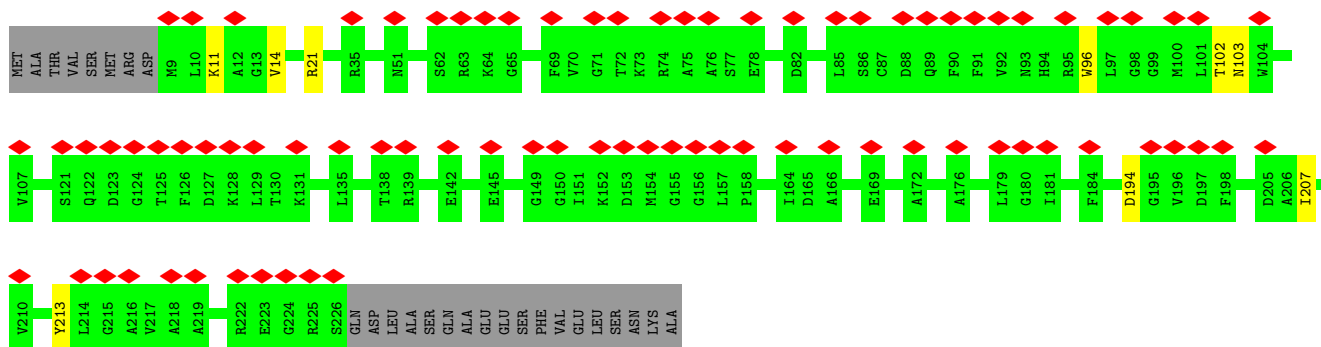 MET ALA THR VAL SER MET ARG ASP M9 L10 K11 A12 G13 V14 R21 R35 N51 S62 R63 K64 G65 F69 V70 G71 T72 K73 R74 A75 A76 S77 E78 D82 L85 S86 C87 D88 Q89 F90 F91 V92 N93 H94 R95 W96 L97 G98 G99 M100 L101 T102 N103 W104
V107 S121 Q122 D123 G124 T125 F126 D127 K128 L129 T130 K131 L135 T138 R139 E142 E145 G149 G150 I151 K152 D153 M154 G155 G156 L157 P158 I164 D165 A166 E169 A172 A176 L179 G180 I181 F184 D194 G195 V196 D197 F198 D205 A206 I207
V210 Y213 L214 G215 A216 V217 A218 A219 R222 E223 G224 R225 S226 GLN ASP LEU ALA SER GLN ALA GLU GLU SER PHE VAL GLU LEU SER ASN LYS ALA